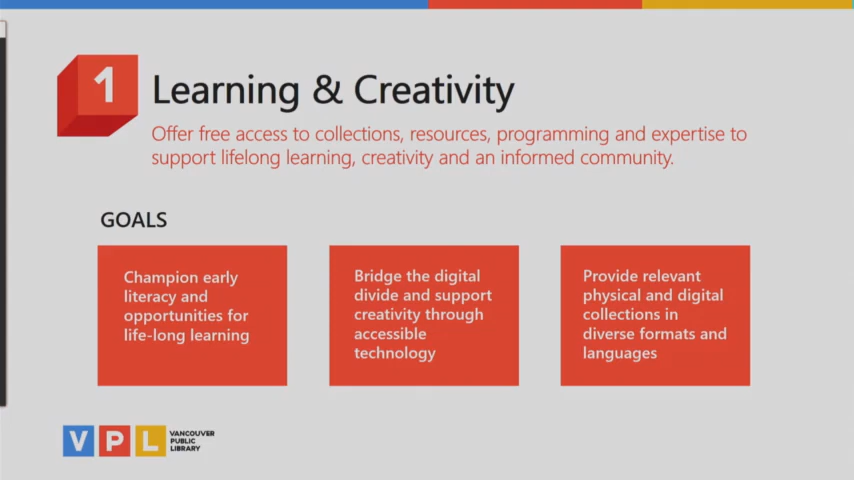 1
Learning & Creativity
Offer free access to collections, resources, programming and expertise to
support lifelong learning, creativity and an informed community.
GOALS
Champion early
literacy and
opportunities for
life-long learning
Bridge the digital
divide and support
creativity through
accessible
technology
Provide relevant
physical and digital
collections in
diverse formats and
languages
VPL
VANCOUVER
PUBLIC
LIBRARY